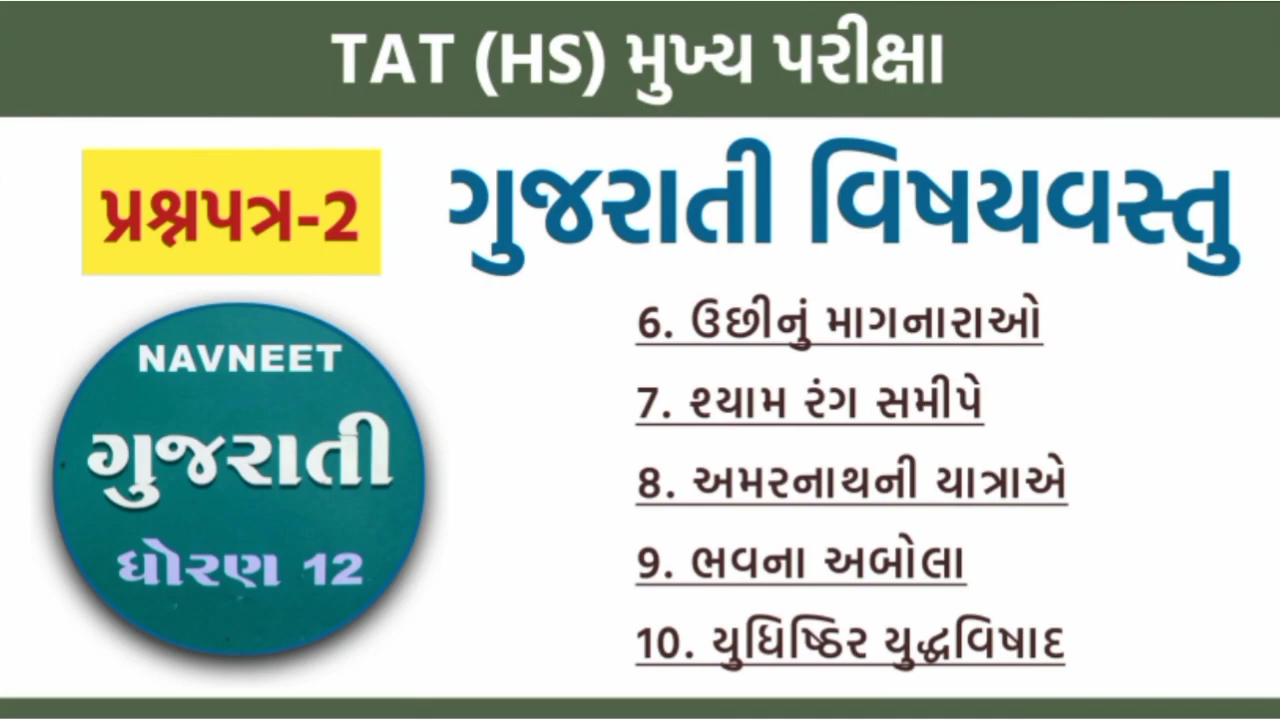 TAT (HS) મુખ્ય પરીક્ષા
પ્રશ્નપત્ર-2
ગુજરાતી વિષયવસ્તુ
NAVNEET
ગુજરાતી
ધોરણ 12
6. ઉછીનું માગનારાઓ
7. શ્યામ રંગ સમીપે
8. અમરનાથની યાત્રાએ
9. ભવના અબોલા
10. યુધિષ્ઠિર યુદ્ધવિષાદ